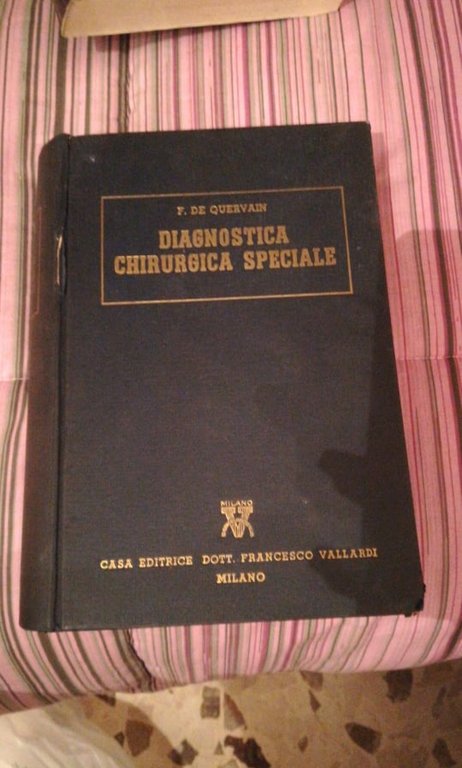 F. DE QUERVAIN
DIAGNOSTICA
CHIRURGICA SPECIALE
MILANO
CASA EDITRICE DOTT. FRANCESCO VALLARDI
MILANO